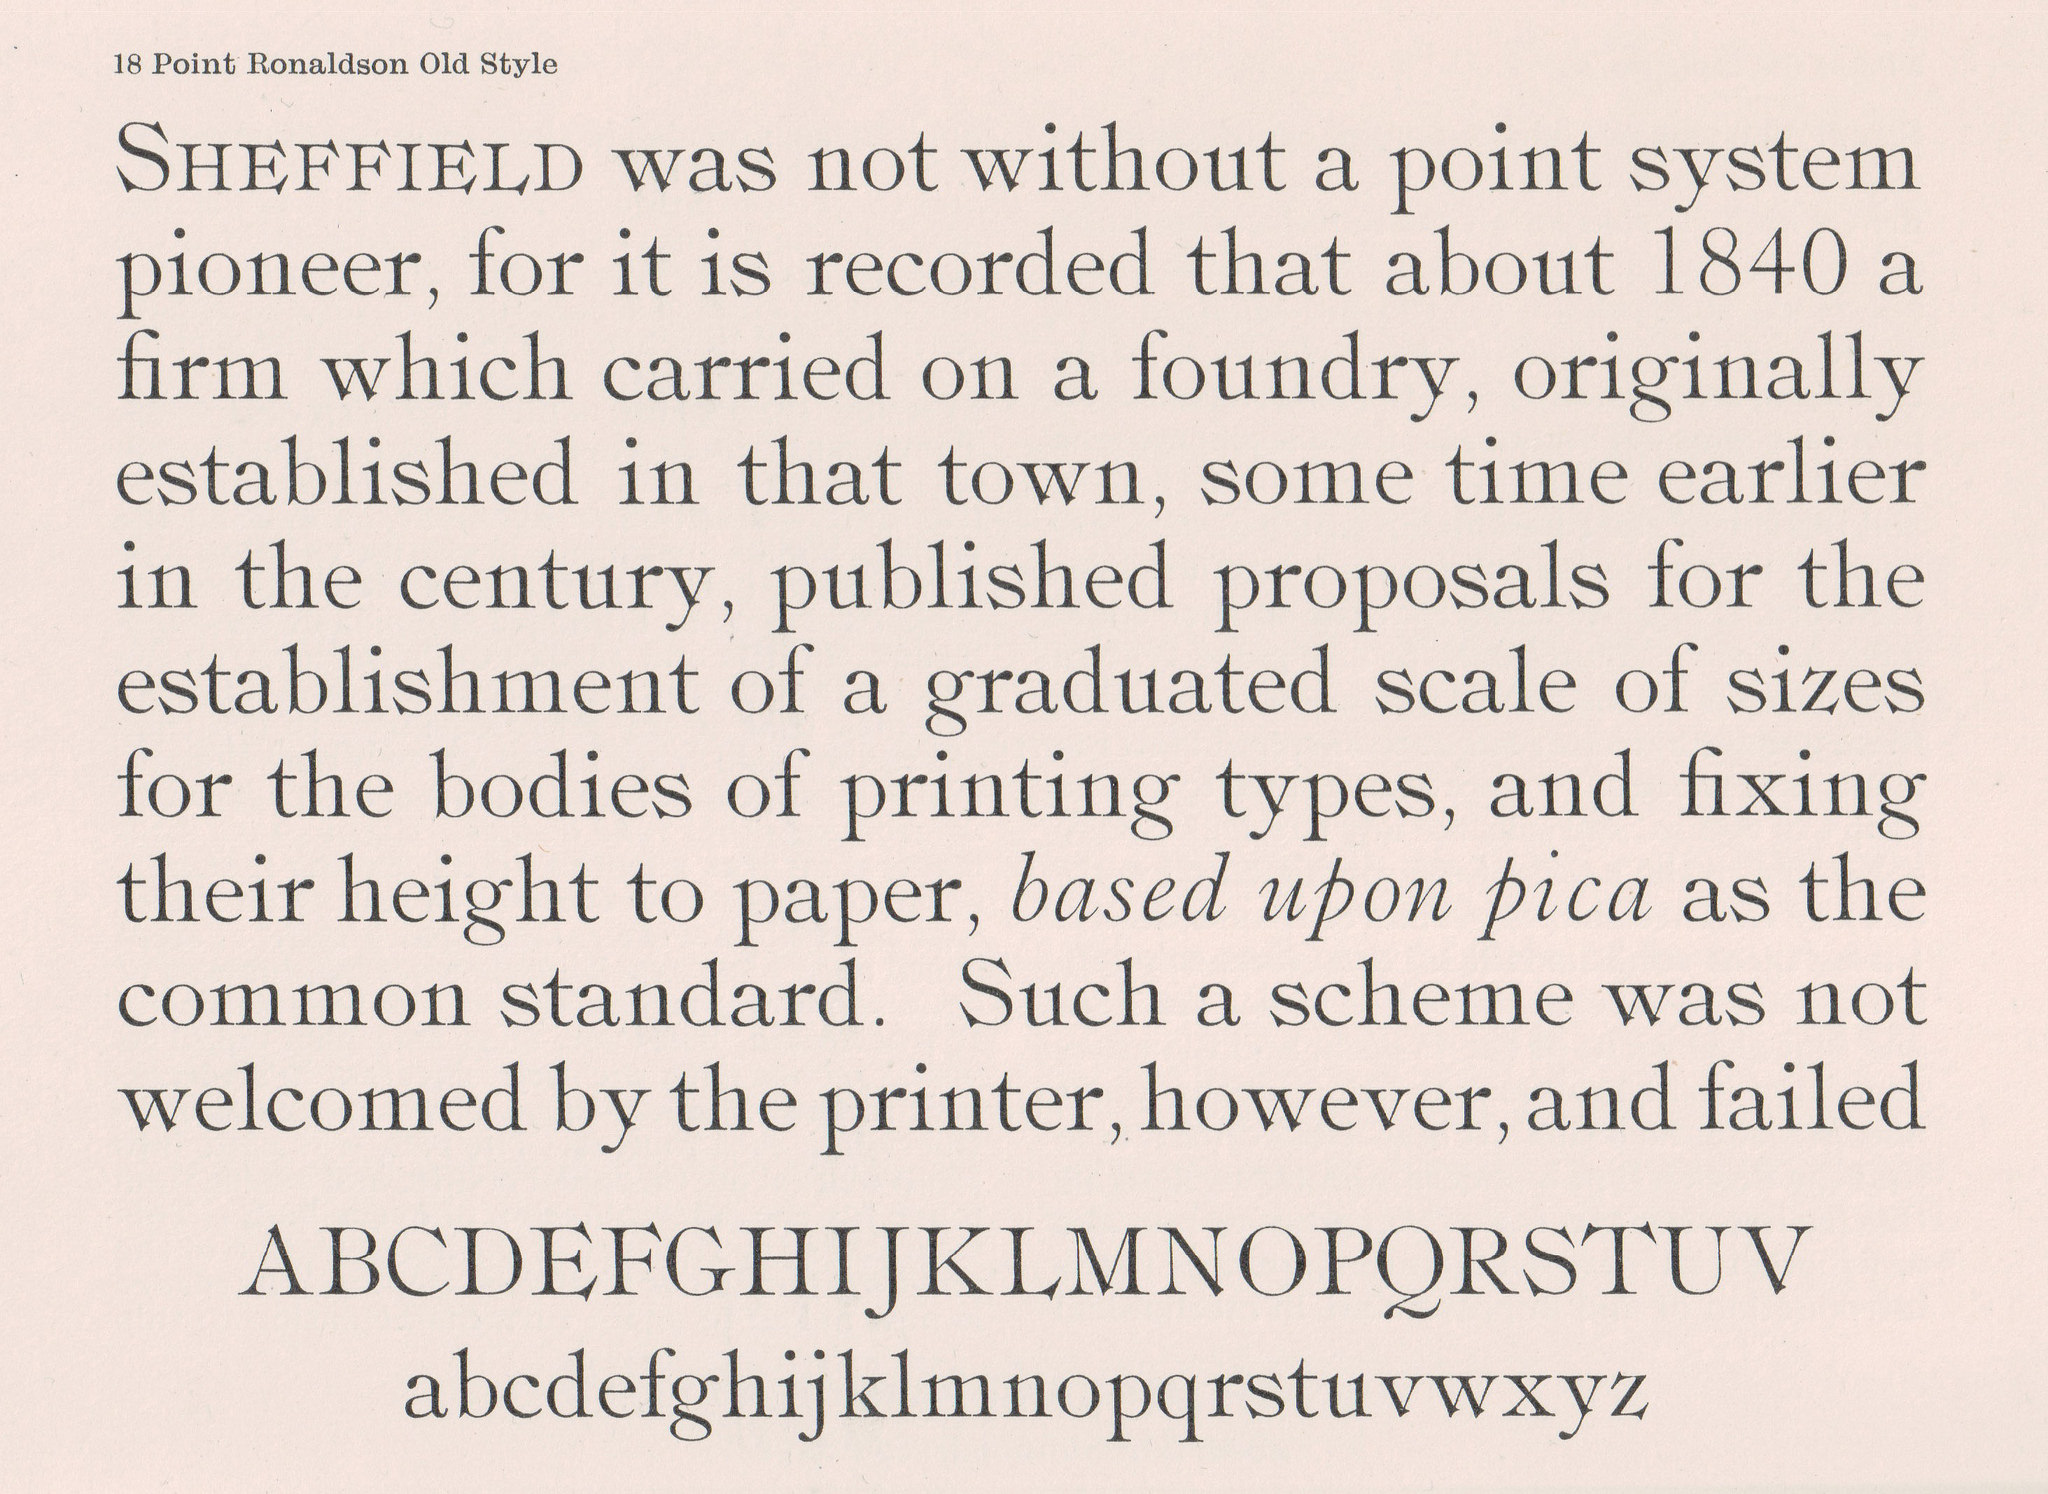 18 Point Ronaldson Old Style
SHEFFIELD was not without a point system
pioneer, for it is recorded that about 1840 a
firm which carried on a foundry, originally
established in that town, some time earlier
in the century, published proposals for the
establishment of a graduated scale of sizes
for the bodies of printing types, and fixing
their height to paper, based upon pica as the
common standard. Such a scheme was not
welcomed by the printer, however, and failed
ABCDEFGHIJKLMNOPQRSTUV
abcdefghijklmnopqrstuvwxyz